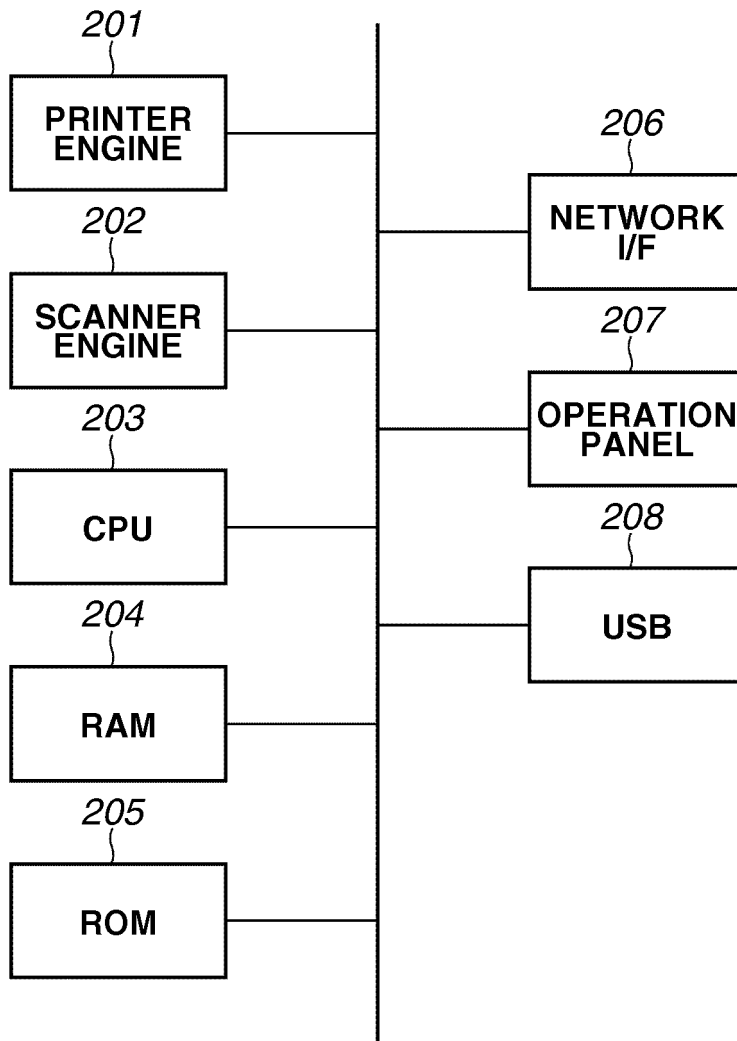 201
PRINTER
ENGINE
202
SCANNER
ENGINE
203
CPU
204
RAM
205
ROM
206
NETWORK
I/F
207
OPERATION
PANEL
208
USB